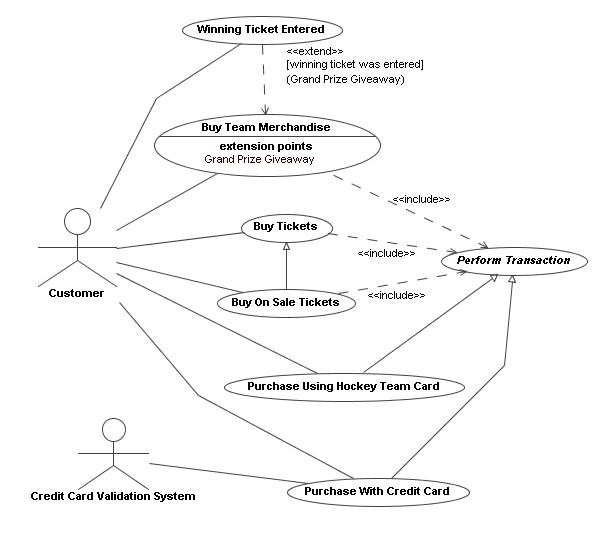 Winning Ticket Entered
<<extend>>
[winning ticket was entered]
(Grand Prize Giveaway)
Buy Team Merchandise
extension points
Grand Prize Giveaway
<<include>>
Buy Tickets
<<include>>
Perform Transaction
Customer
Buy On Sale Tickets
<<include>>
Purchase Using Hockey Team Card
Credit Card Validation System
Purchase With Credit Card